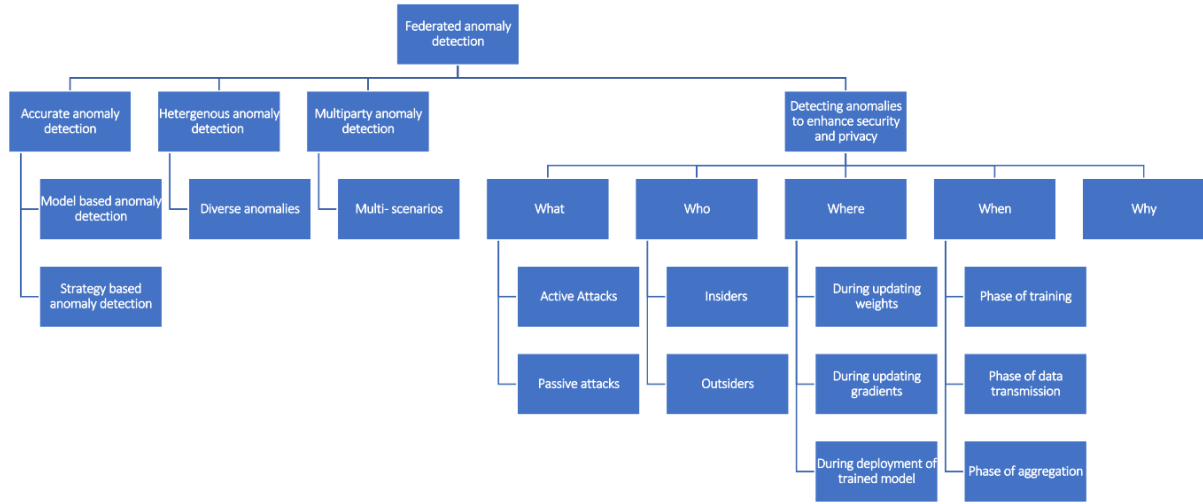 Federated anomaly
detection
Accurate anomaly
detection
Hetergenous anomaly
detection
Multiparty anomaly
detection
Detecting anomalies
to enhance security
and privacy
Model based anomaly
detection
Diverse anomalies
Multi- scenarios
What
Who
Where
When
Why
Strategy based
anomaly detection
Active Attacks
Insiders
During updating
weights
Phase of training
Passive attacks
Outsiders
During updating
gradients
Phase of data
transmission
During deployment of
trained model
Phase of aggregation